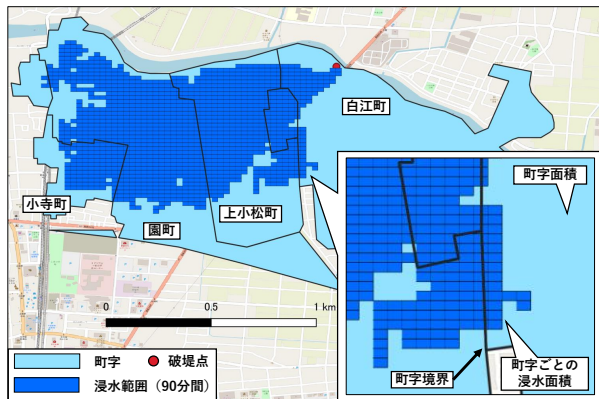 白江町
町字面積
小寺町
園町
上小松町
0
0.5
1 km
町字ごとの
浸水面積
町字境界
町字
破堤点
浸水範囲（90分間）